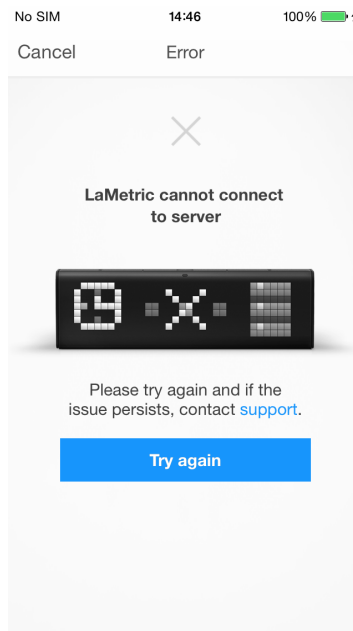 No SIM 14:46 100%
Cancel Error
LaMetric cannot connect
to server
Please try again and if the
issue persists, contact support.
Try again